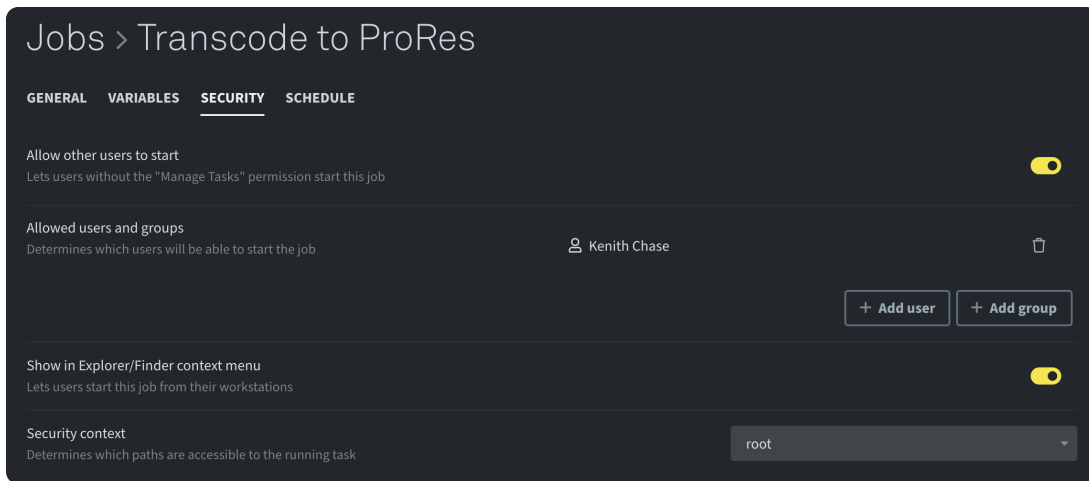 Jobs > Transcode to ProRes
GENERAL VARIABLES SECURITY SCHEDULE
Allow other users to start
Lets users without the "Manage Tasks" permission start this job
Allowed users and groups
Determines which users will be able to start the job
Kenith Chase
+ Add user + Add group
Show in Explorer/Finder context menu
Lets users start this job from their workstations
Security context
Determines which paths are accessible to the running task
root